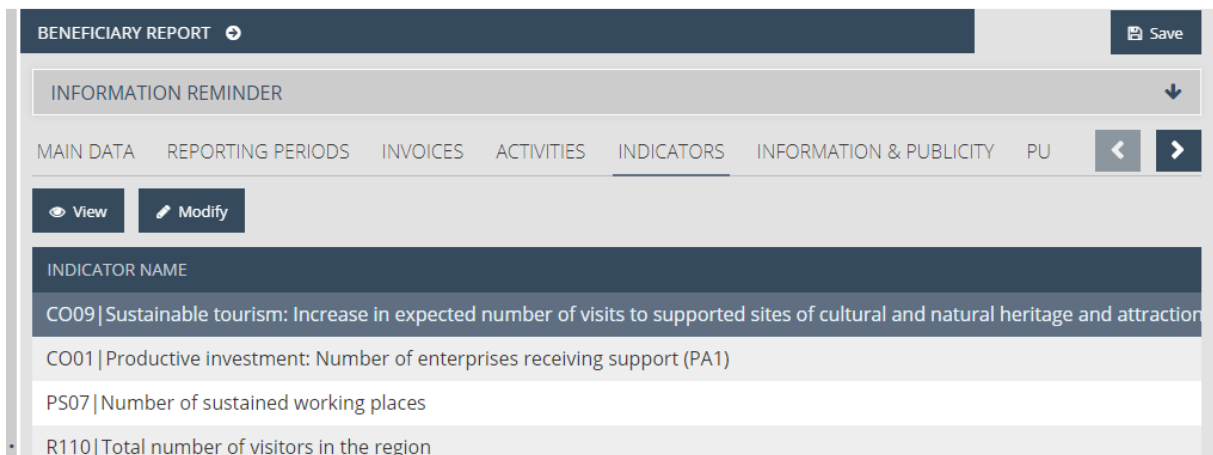 BENEFICIARY REPORT
Save
INFORMATION REMINDER
MAIN DATA REPORTING PERIODS INVOICES ACTIVITIES INDICATORS INFORMATION & PUBLICITY PU
View Modify
INDICATOR NAME
CO09|Sustainable tourism: Increase in expected number of visits to supported sites of cultural and natural heritage and attraction
CO01|Productive investment: Number of enterprises receiving support (PA1)
PS07|Number of sustained working places
R110|Total number of visitors in the region